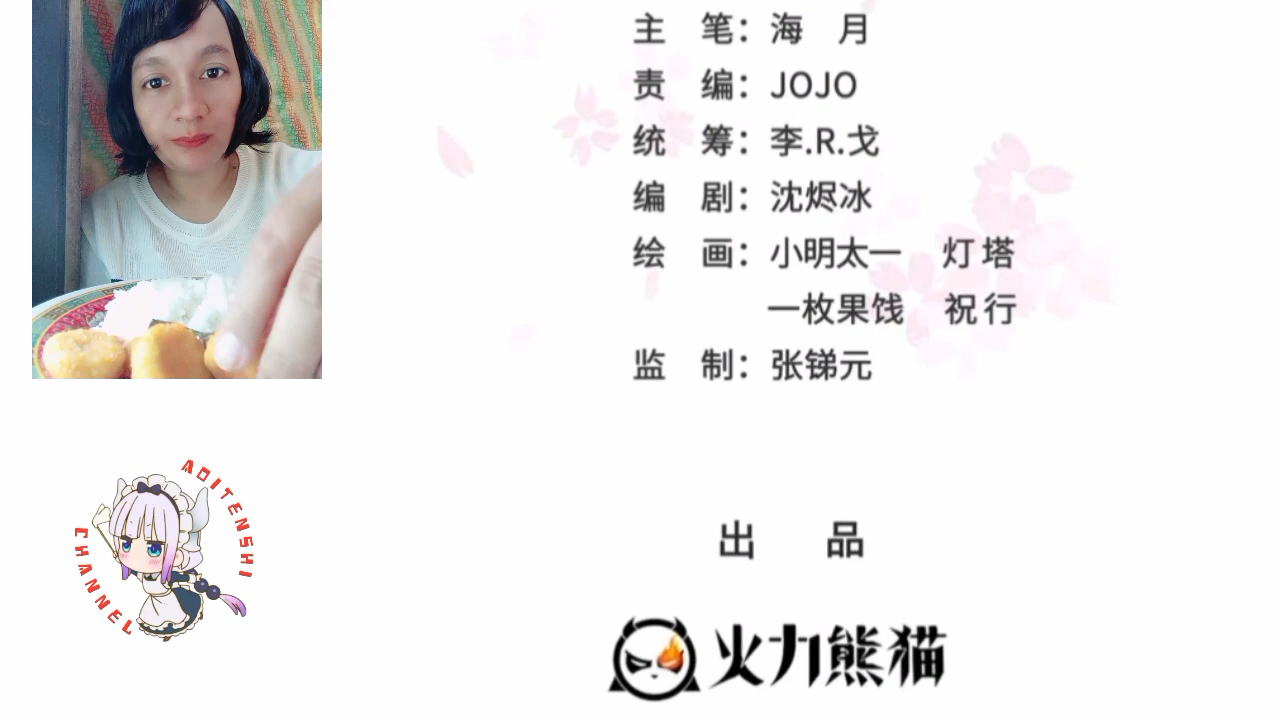 主 笔：海 月
责 编：JOJO
统 筹：李.R.戈
编 剧：沈烬冰
绘 画：小明太一 灯塔
一枚果饯 祝行
监 制：张锑元
出 品
火力熊猫
AOITENSHI
CHANNEL